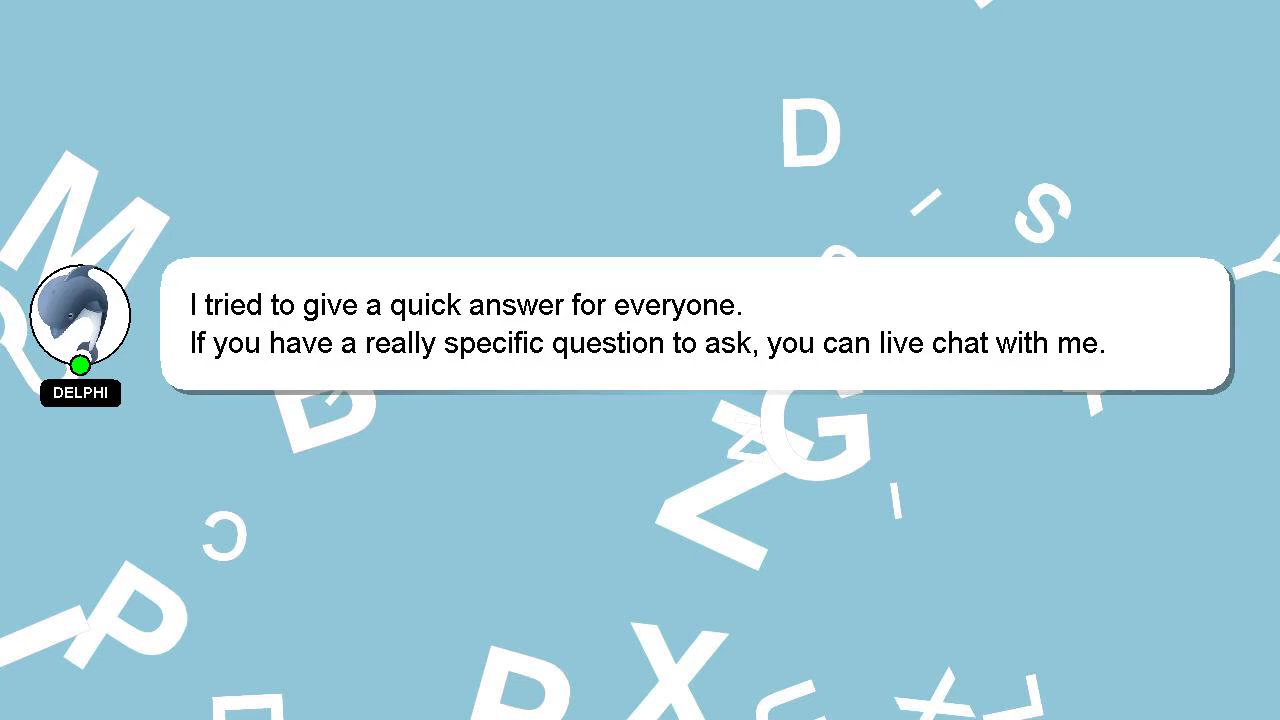 D
I
S
M
Y
I tried to give a quick answer for everyone.
If you have a really specific question to ask, you can live chat with me.
DELPHI
B
Z
Z
G
I
C
P
I
X
U
X